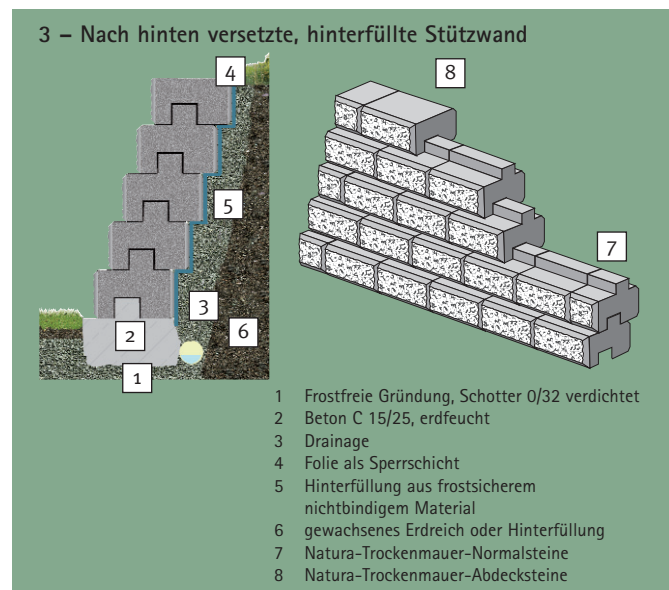 3 – Nach hinten versetzte, hinterfüllte Stützwand
4
8
5
7
3
2
6
1
1 Frostfreie Gründung, Schotter 0/32 verdichtet
2 Beton C 15/25, erdfeucht
3 Drainage
4 Folie als Sperrschicht
5 Hinterfüllung aus frostsicherem
nichtbindigem Material
6 gewachsenes Erdreich oder Hinterfüllung
7 Natura-Trockenmauer-Normalsteine
8 Natura-Trockenmauer-Abdecksteine